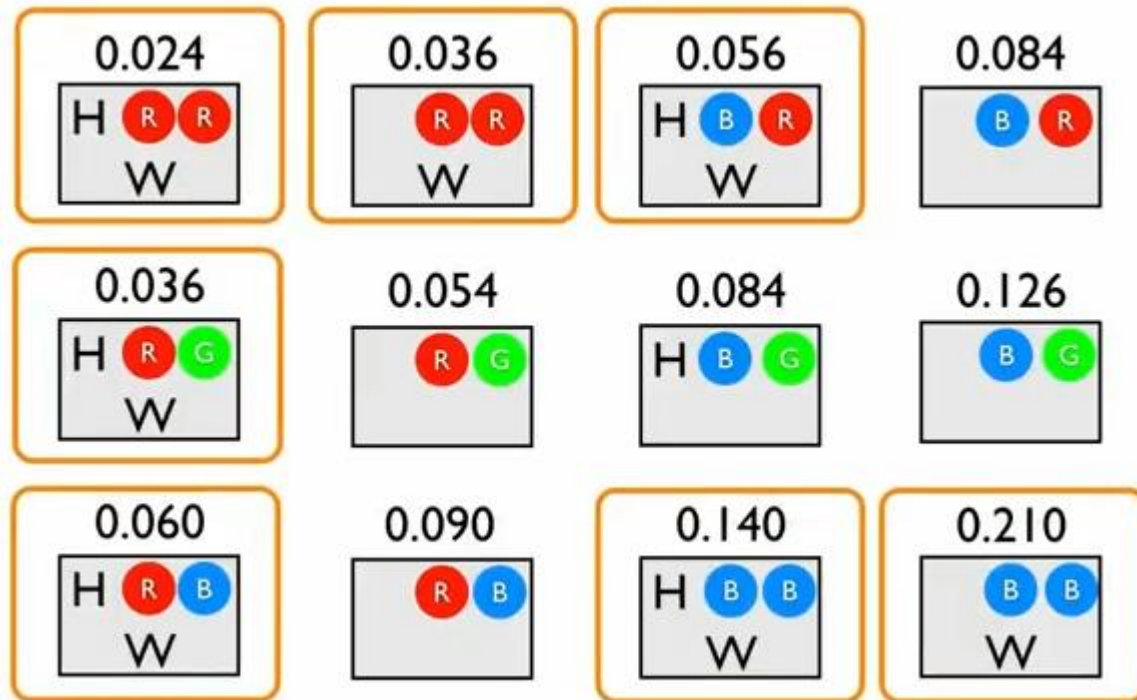 0.024 0.036 0.056 0.084
H R R R R H B R B R
W W W
0.036 0.054 0.084 0.126
H R G R G H B G B G
W
0.060 0.090 0.140 0.210
H R B R B H B B B B
W W W